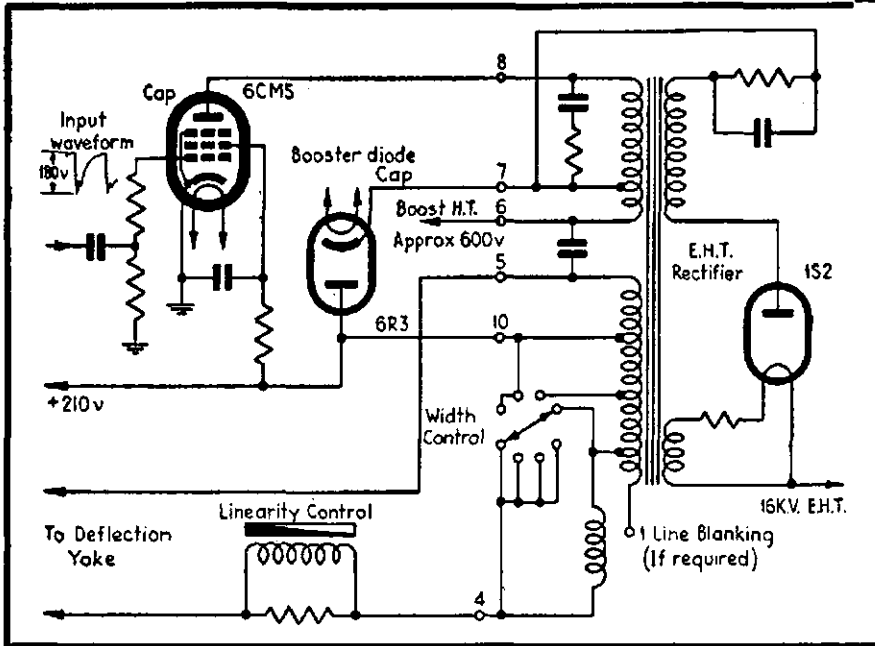 8
Cap
6CM5
Input
waveform
180v
Booster diode
Cap
7
Boost H.T.
6
Approx 600v
E.H.T.
Rectifier
1S2
5
6R3
10
+210v
Width
Control
16K.V. E.H.T.
Linearity Control
To Deflection
Yoke
1 Line Blanking
(If required)
4